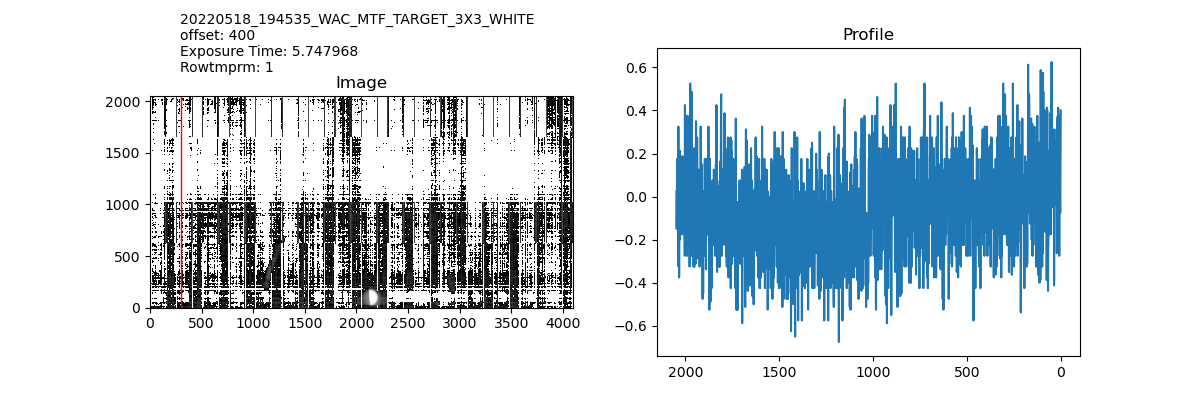 20220518_194535_WAC_MTF_TARGET_3X3_WHITE
offset: 400
Exposure Time: 5.747968
Rowtmprm: 1
Image
2000
1500
1000
500
0
0 500 1000 1500 2000 2500 3000 3500 4000
Profile
0.6
0.4
0.2
0.0
−0.2
−0.4
−0.6
2000 1500 1000 500 0